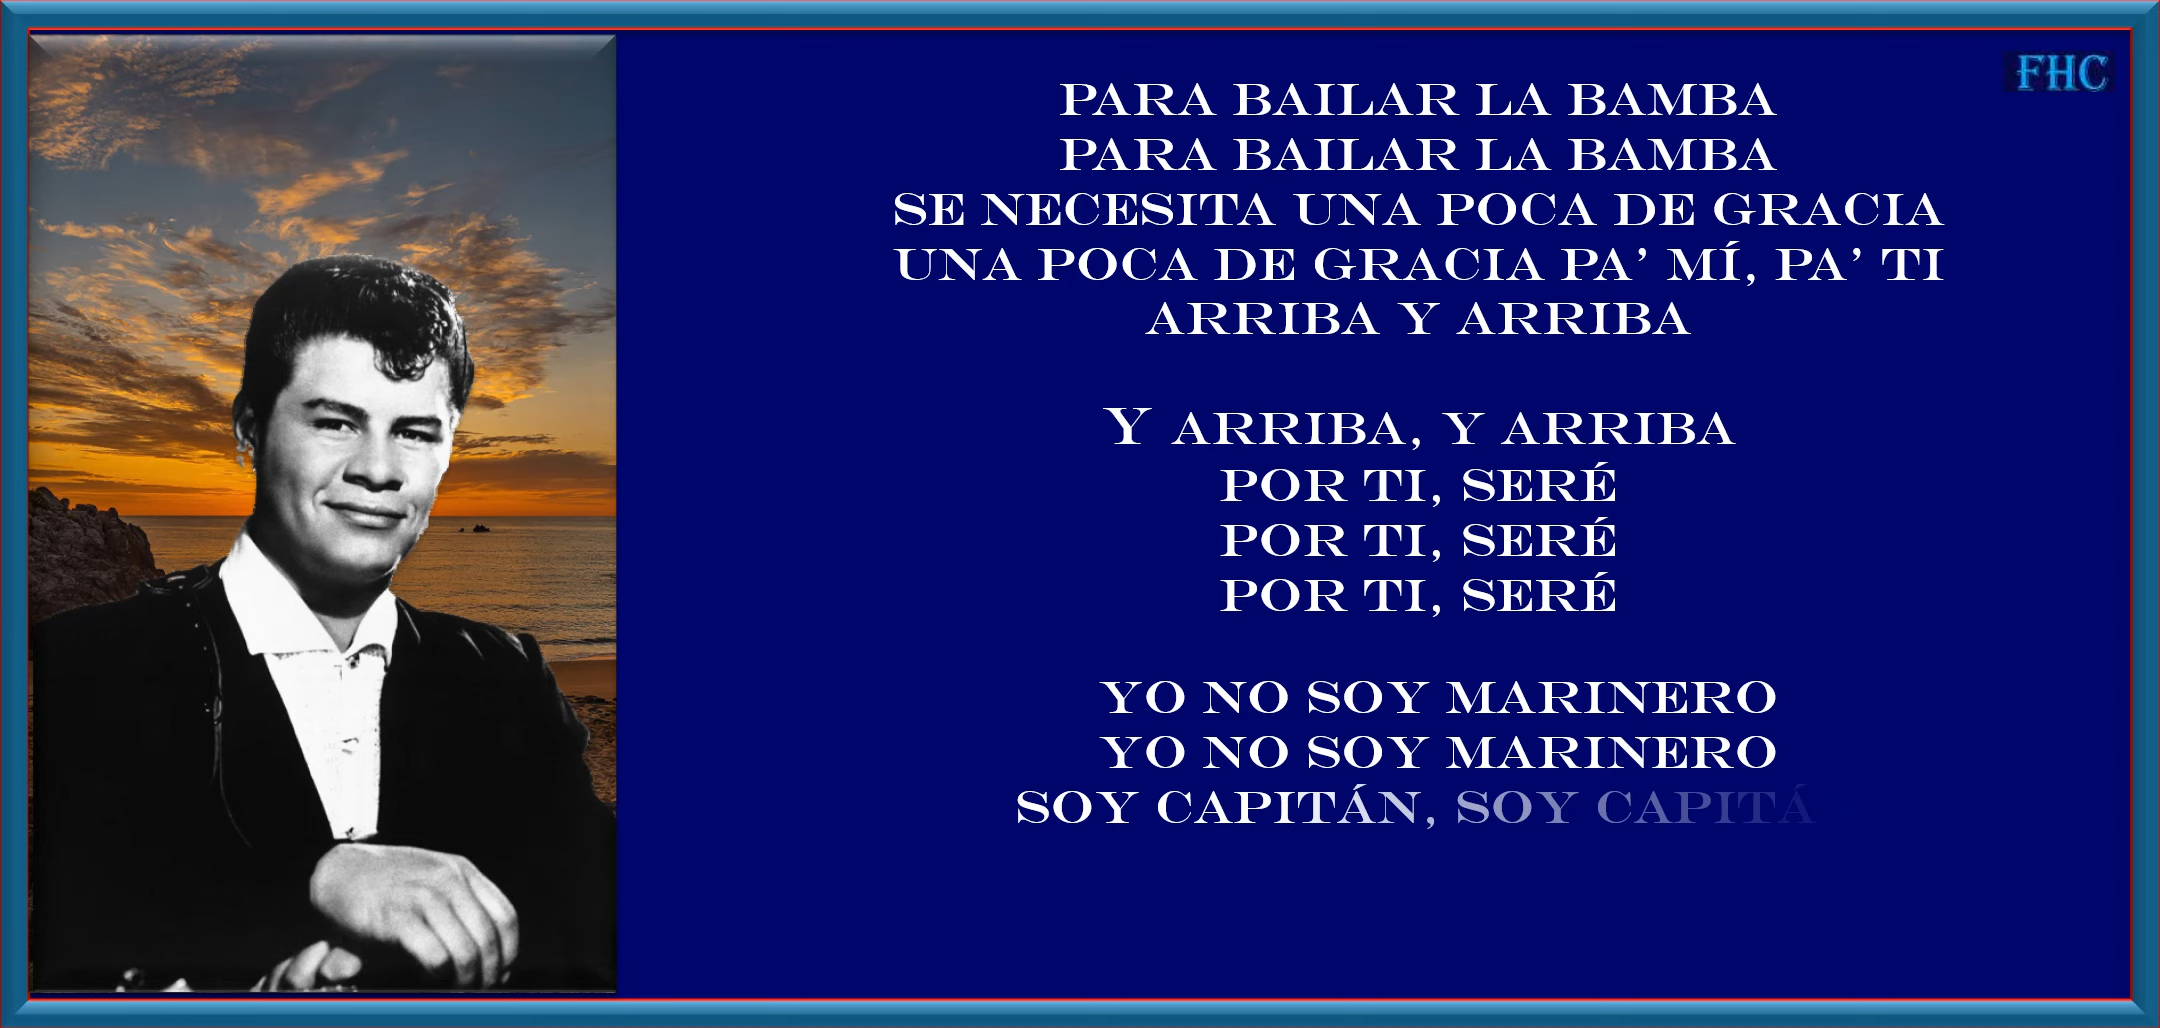 FHC
PARA BAILAR LA BAMBA
PARA BAILAR LA BAMBA
SE NECESITA UNA POCA DE GRACIA
UNA POCA DE GRACIA PA’ MÍ, PA’ TI
ARRIBA Y ARRIBA
Y ARRIBA, Y ARRIBA
POR TI, SERÉ
POR TI, SERÉ
POR TI, SERÉ
YO NO SOY MARINERO
YO NO SOY MARINERO
SOY CAPITÁN, SOY CAPITÁ